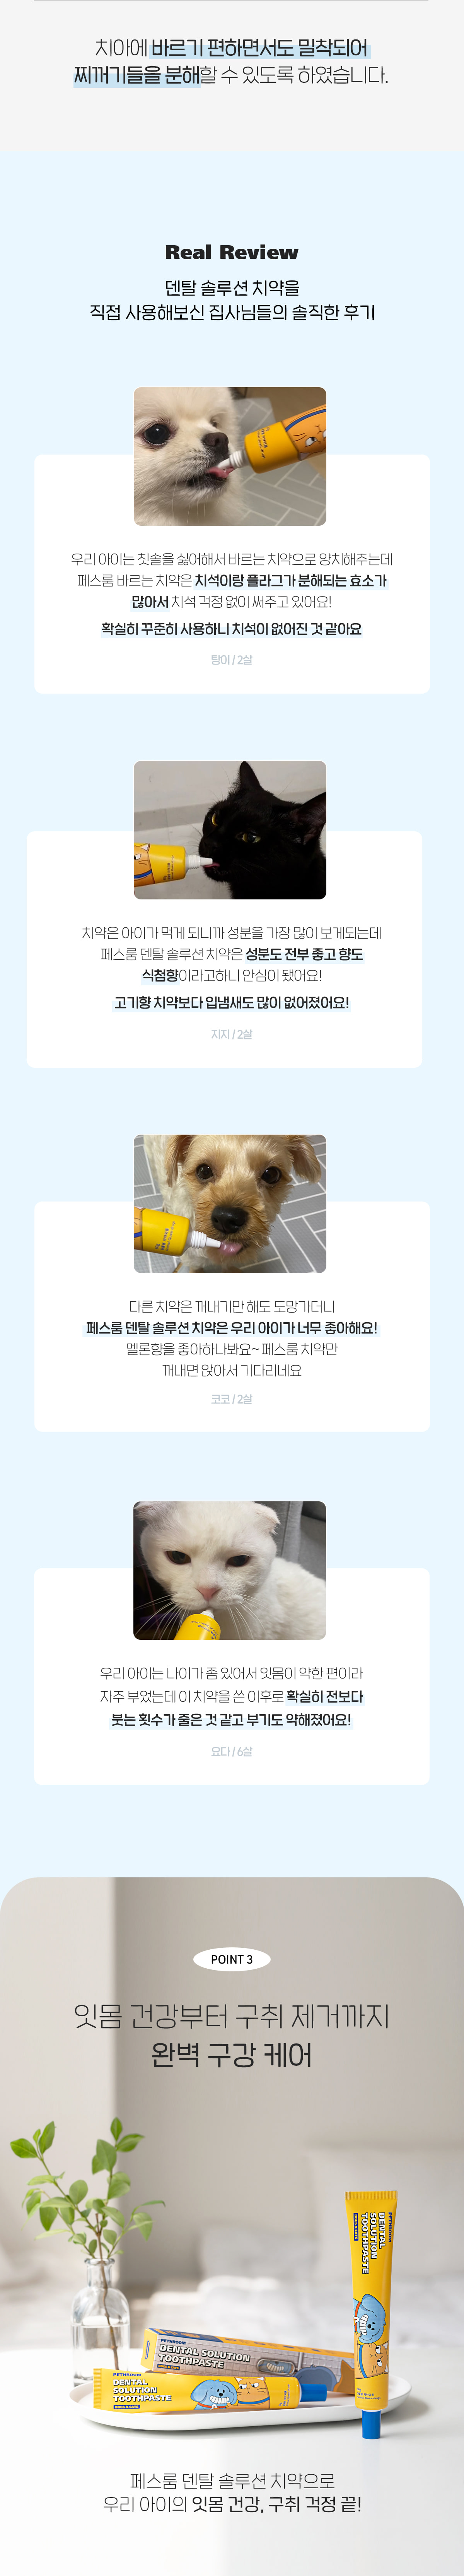 치아에 바르기 편하면서도 밀착되어
찌꺼기들을 분해할 수 있도록 하였습니다.
Real Review
덴탈 솔루션 치약을
직접 사용해보신 집사님들의 솔직한 후기
우리 아이는 칫솔을 싫어해서 바르는 치약으로 양치해주는데
페스룸 바르는 치약은 치석이랑 플라그가 분해되는 효소가
많아서 치석 걱정 없이 써주고 있어요!
확실히 꾸준히 사용하니 치석이 없어진 것 같아요
탕이 / 2살
치약은 아이가 먹게 되니까 성분을 가장 많이 보게되는데
페스룸 덴탈 솔루션 치약은 성분도 전부 좋고 향도
식첨향이라고하니 안심이 됐어요!
고기향 치약보다 입냄새도 많이 없어졌어요!
지지 / 2살
다른 치약은 꺼내기만 해도 도망가더니
페스룸 덴탈 솔루션 치약은 우리 아이가 너무 좋아해요!
멜론향을 좋아하나봐요~ 페스룸 치약만
꺼내면 앉아서 기다리네요
코코 / 2살
우리 아이는 나이가 좀 있어서 잇몸이 약한 편이라
자주 부었는데 이 치약을 쓴 이후로 확실히 전보다
붓는 횟수가 줄은 것 같고 부기도 약해졌어요!
요다 / 6살
POINT 3
잇몸 건강부터 구취 제거까지
완벽 구강 케어
PETHROOM
DENTAL
SOLUTION
TOOTHPASTE
DOGS & CATS
PETHROOM
DENTAL SOLUTION
TOOTHPASTE
DOGS & CATS
PETHROOM
DENTAL
SOLUTION
TOOTHPASTE
DOGS & CATS
페스룸 덴탈 솔루션 치약으로
우리 아이의 잇몸 건강, 구취 걱정 끝!